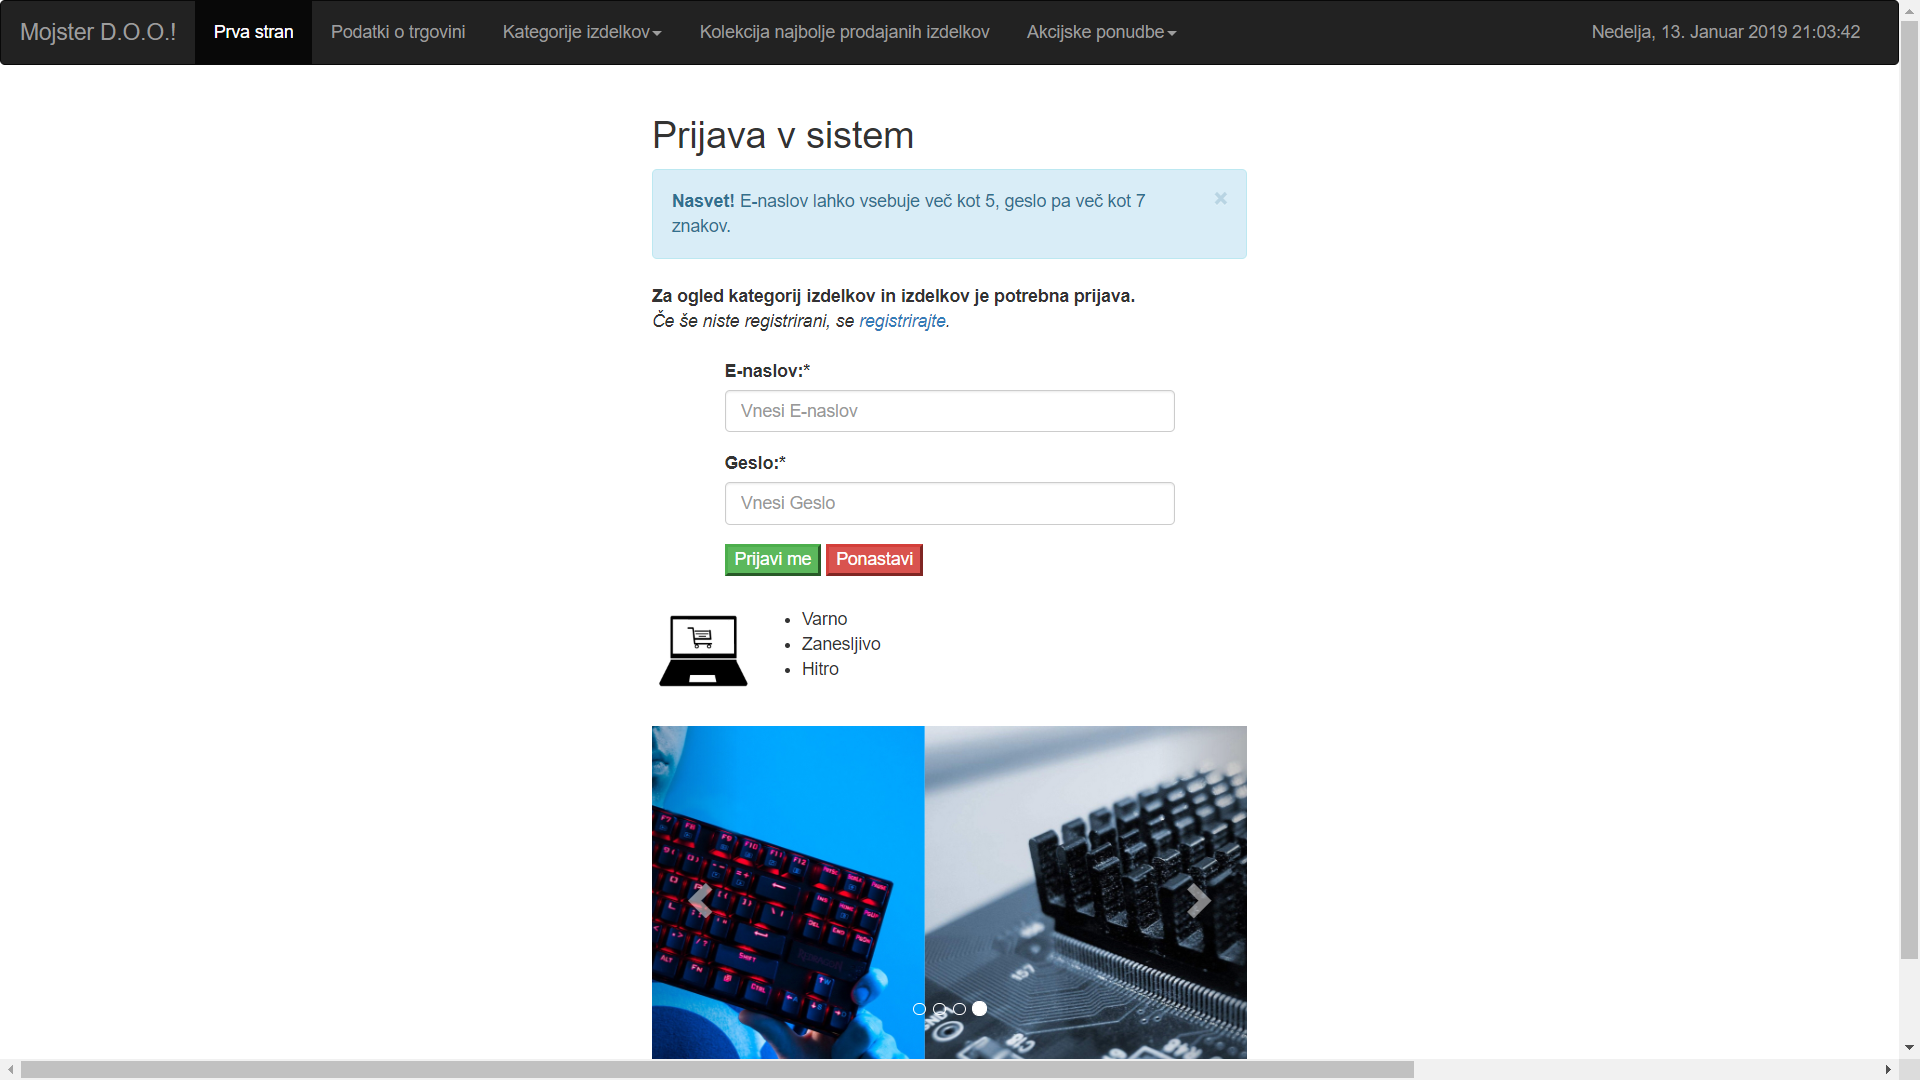 Mojster D.O.O.! Prva stran Podatki o trgovini Kategorije izdelkov Kolekcija najbolje prodajanih izdelkov Akcijske ponudbe Nedelja, 13. Januar 2019 21:03:42
Prijava v sistem
Nasvet! E-naslov lahko vsebuje več kot 5, geslo pa več kot 7
znakov.
×
Za ogled kategorij izdelkov in izdelkov je potrebna prijava.
Če še niste registrirani, se registrirajte.
E-naslov:*
Vnesi E-naslov
Geslo:*
Vnesi Geslo
Prijavi me Ponastavi
• Varno
• Zanesljivo
• Hitro